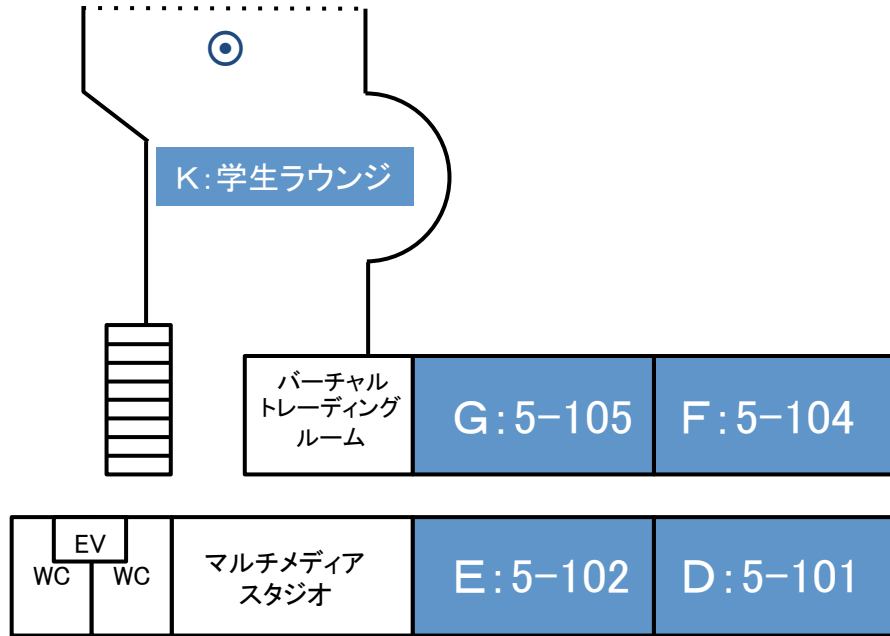 K:学生ラウンジ
バーチャル
トレーディング
ルーム
G:5-105
F:5-104
EV
WC
WC
マルチメディア
スタジオ
E:5-102
D:5-101